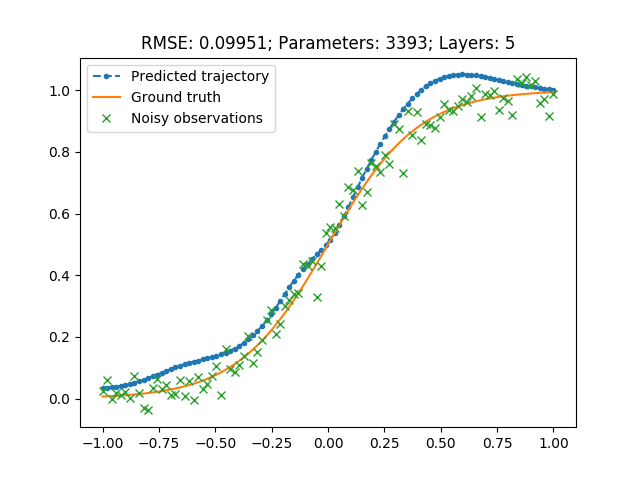 RMSE: 0.09951; Parameters: 3393; Layers: 5
Predicted trajectory
Ground truth
Noisy observations
1.0
0.8
0.6
0.4
0.2
0.0
−1.00 −0.75 −0.50 −0.25 0.00 0.25 0.50 0.75 1.00